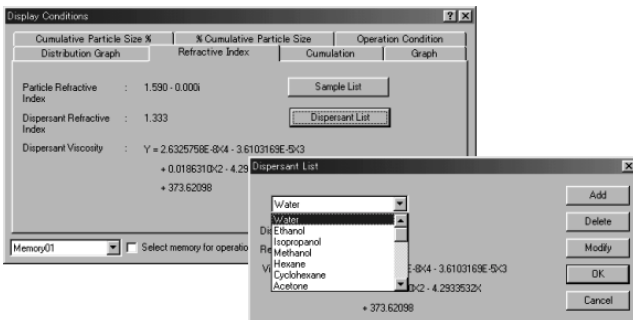 Display Conditions
Cumulative Particle Size %
% Cumulative Particle Size
Operation Condition
Distribution Graph
Refractive Index
Cumulation
Graph
Particle Refractive Index : 1.590 - 0.000i
Sample List
Dispersant Refractive Index : 1.333
Dispersant List
Dispersant Viscosity : Y = 2.6325758E-8X4 - 3.6103169E-5X3
+ 0.0186310X2 - 4.29
+ 373.62098
Memory01
Select memory for operatio
Dispersant List
Water
Water
Ethanol
Isopropanol
Methanol
Hexane
Cyclohexane
Acetone
Di
Re
Vi
E-8X4 - 3.6103169E-5X3
0X2 - 4.2933532X
+ 373.62098
Add
Delete
Modify
OK
Cancel